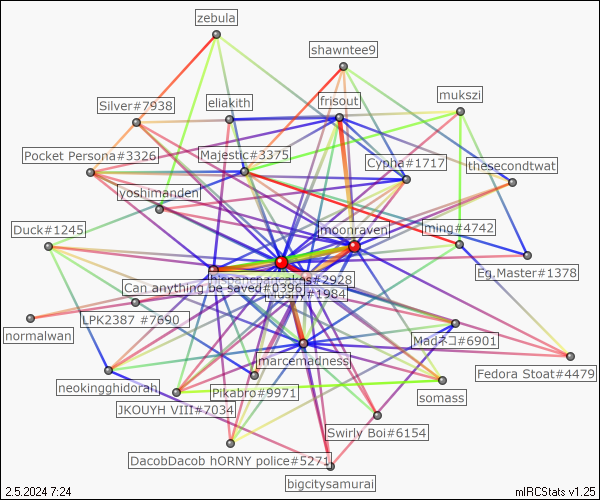 zebula
shawntee9
mukszi
eliakith
frisout
Silver#7938
Majestic#3375
Pocket Persona#3326
Cypha#1717
thesecondtwat
yoshimanden
Duck#1245
moonraven
ming#4742
Eg.Master#1378
hispanicpancakes#2928
Can anything be saved#0396
Mushy#1984
LPK2387 #7690
normalwan
Madネコ#6901
marcemadness
Fedora Stoat#4479
neokingghidorah
Pikabro#9971
somass
JKOUYH VIII#7034
Swirly Boi#6154
DacobDacob hORNY police#5271
bigcitysamurai
2.5.2024 7:24
mIRCStats v1.25